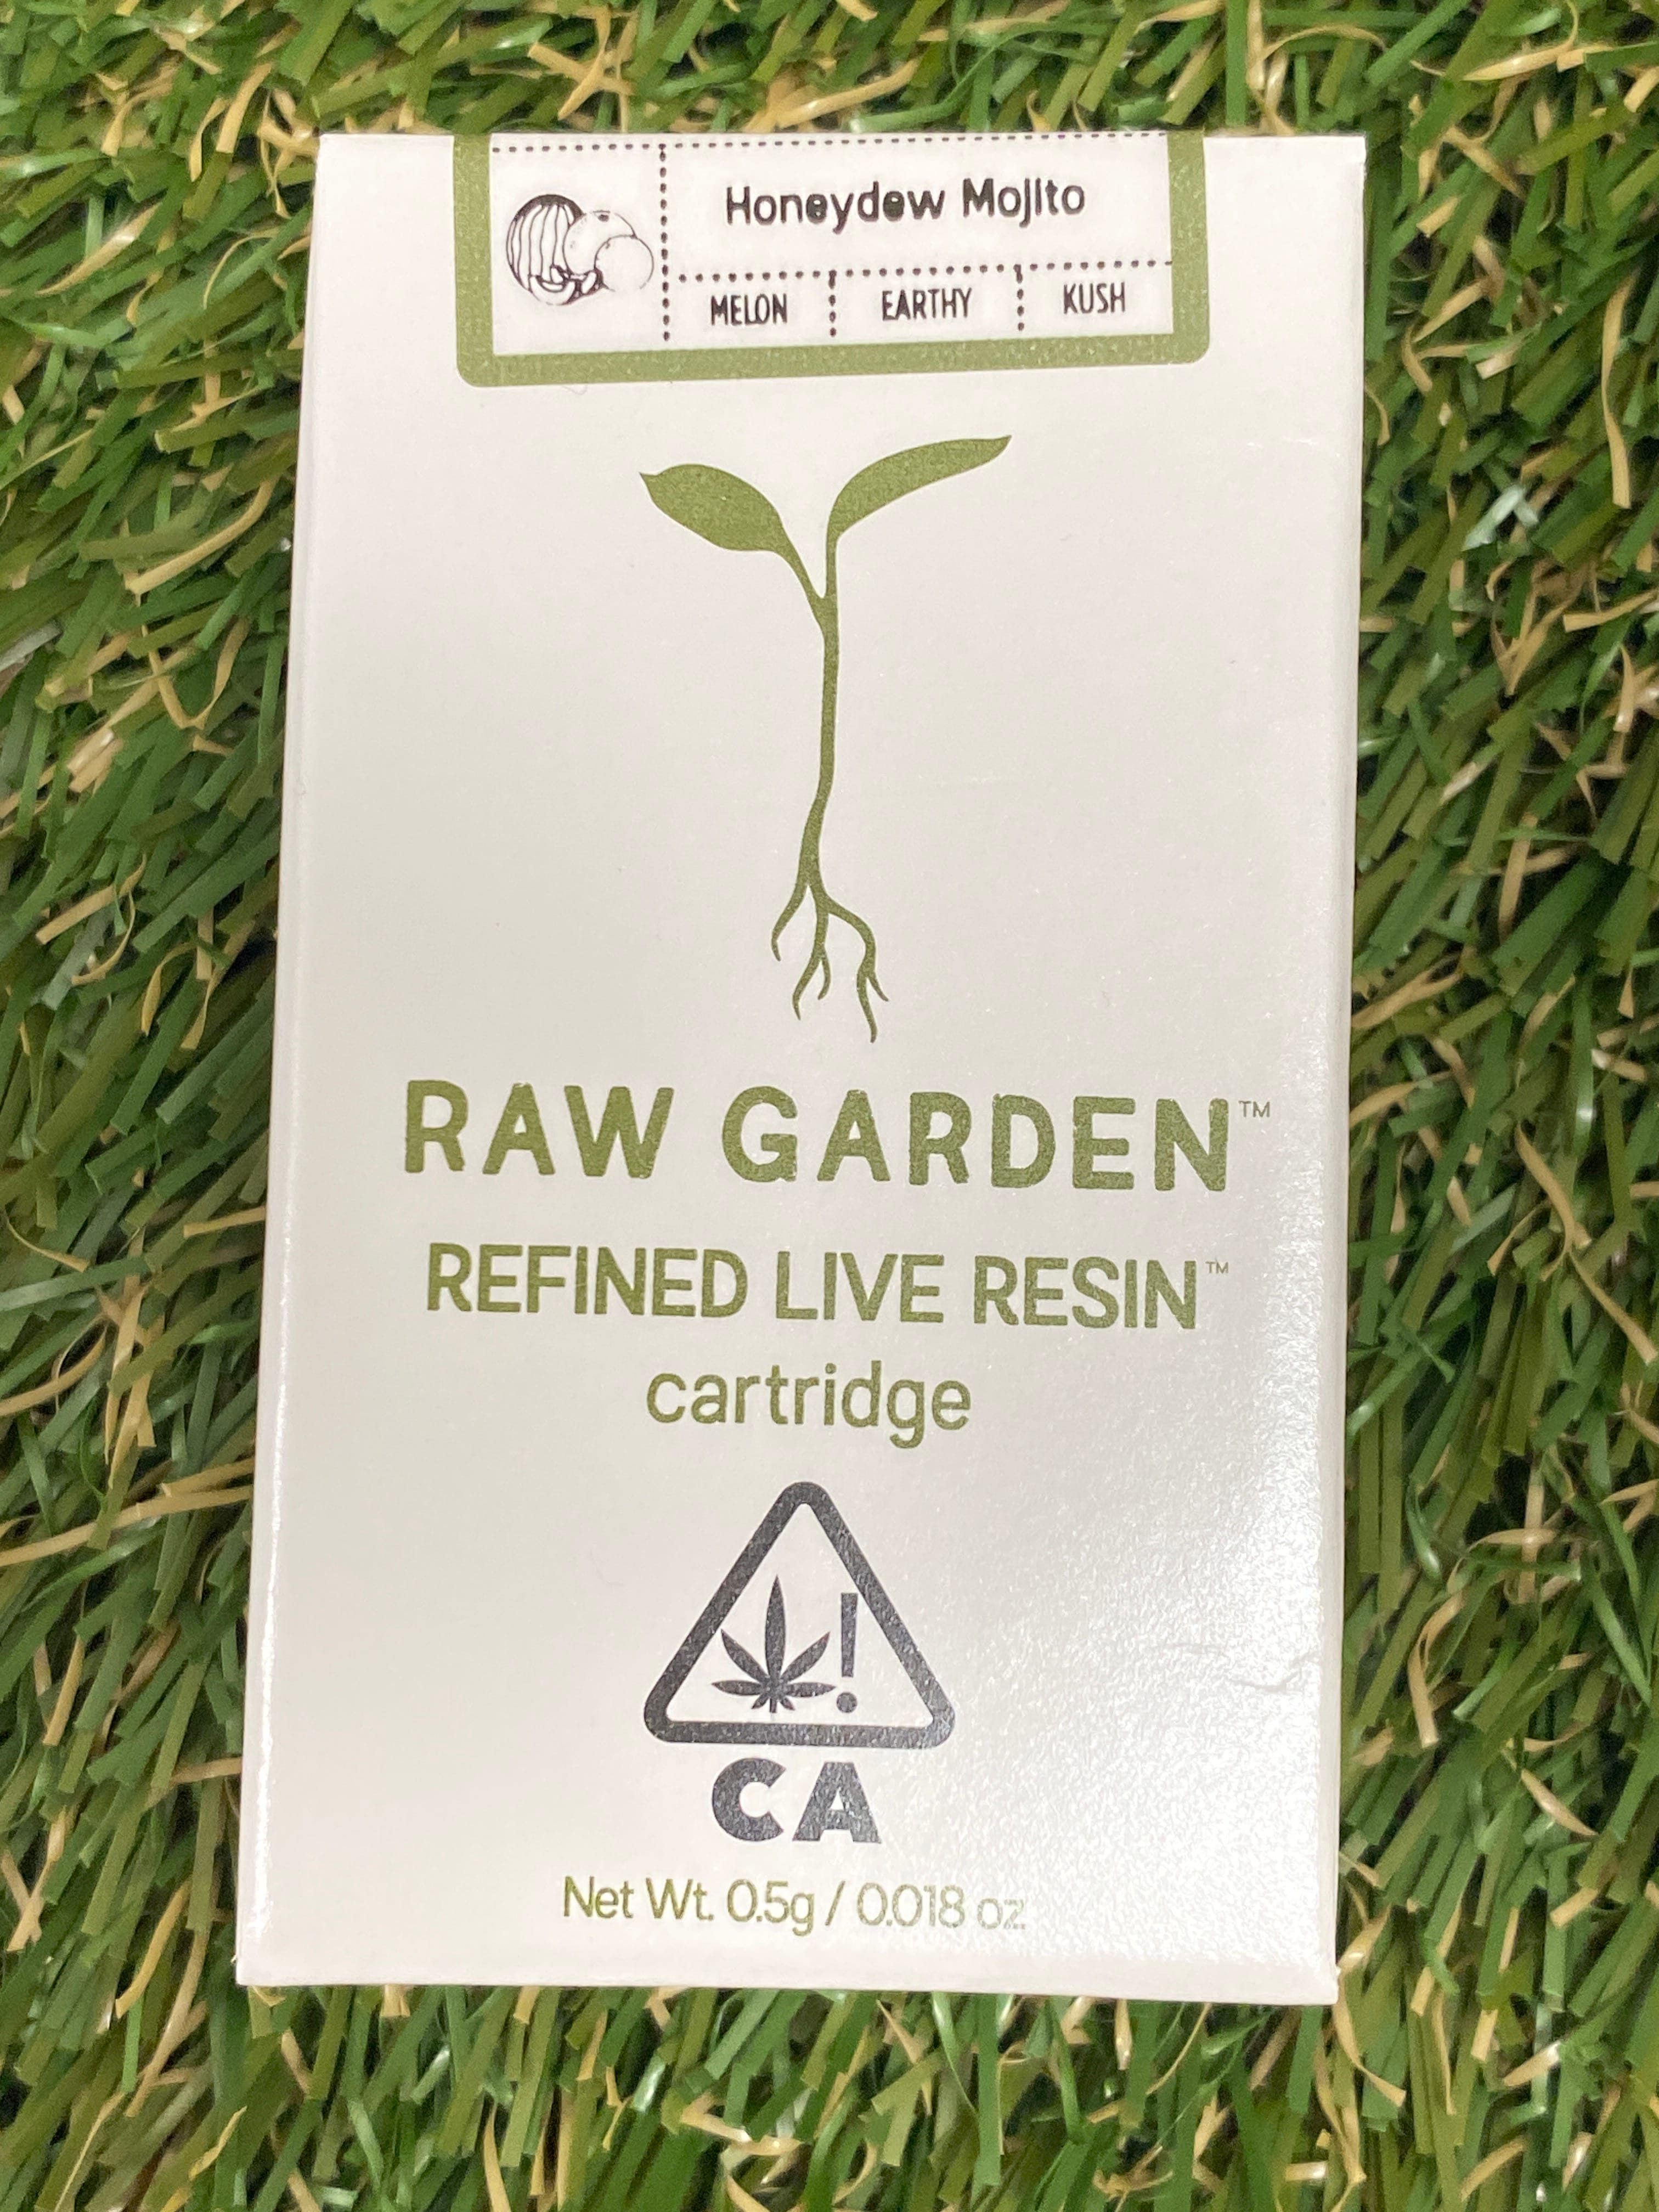 Honeydew Mojito
MELON EARTHY KUSH
RAW GARDEN™
REFINED LIVE RESIN™
cartridge
!
CA
Net Wt. 0.5g / 0.018 oz